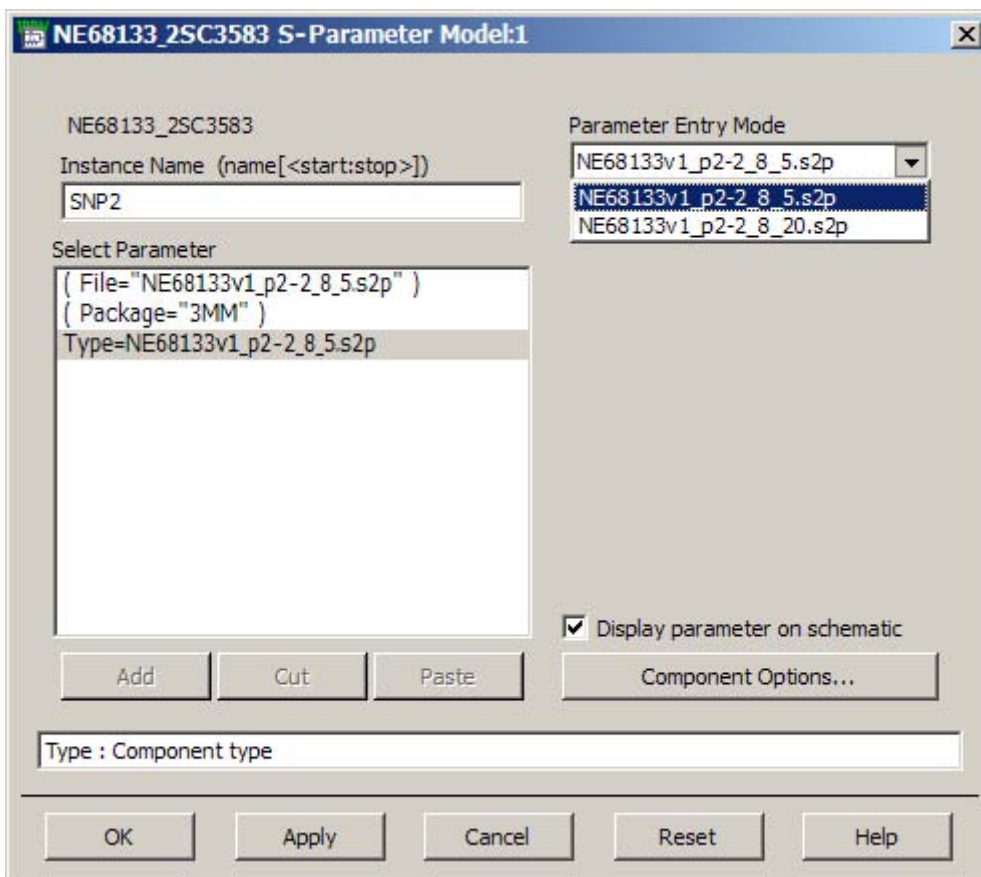 NE68133_2SC3583 S-Parameter Model:1
NE68133_2SC3583
Instance Name (name[<start:stop>])
SNP2
Select Parameter
( File="NE68133v1_p2-2_8_5.s2p" )
( Package="3MM" )
Type=NE68133v1_p2-2_8_5.s2p
Add
Cut
Paste
Parameter Entry Mode
NE68133v1_p2-2_8_5.s2p
NE68133v1_p2-2_8_5.s2p
NE68133v1_p2-2_8_20.s2p
Display parameter on schematic
Component Options...
Type : Component type
OK
Apply
Cancel
Reset
Help